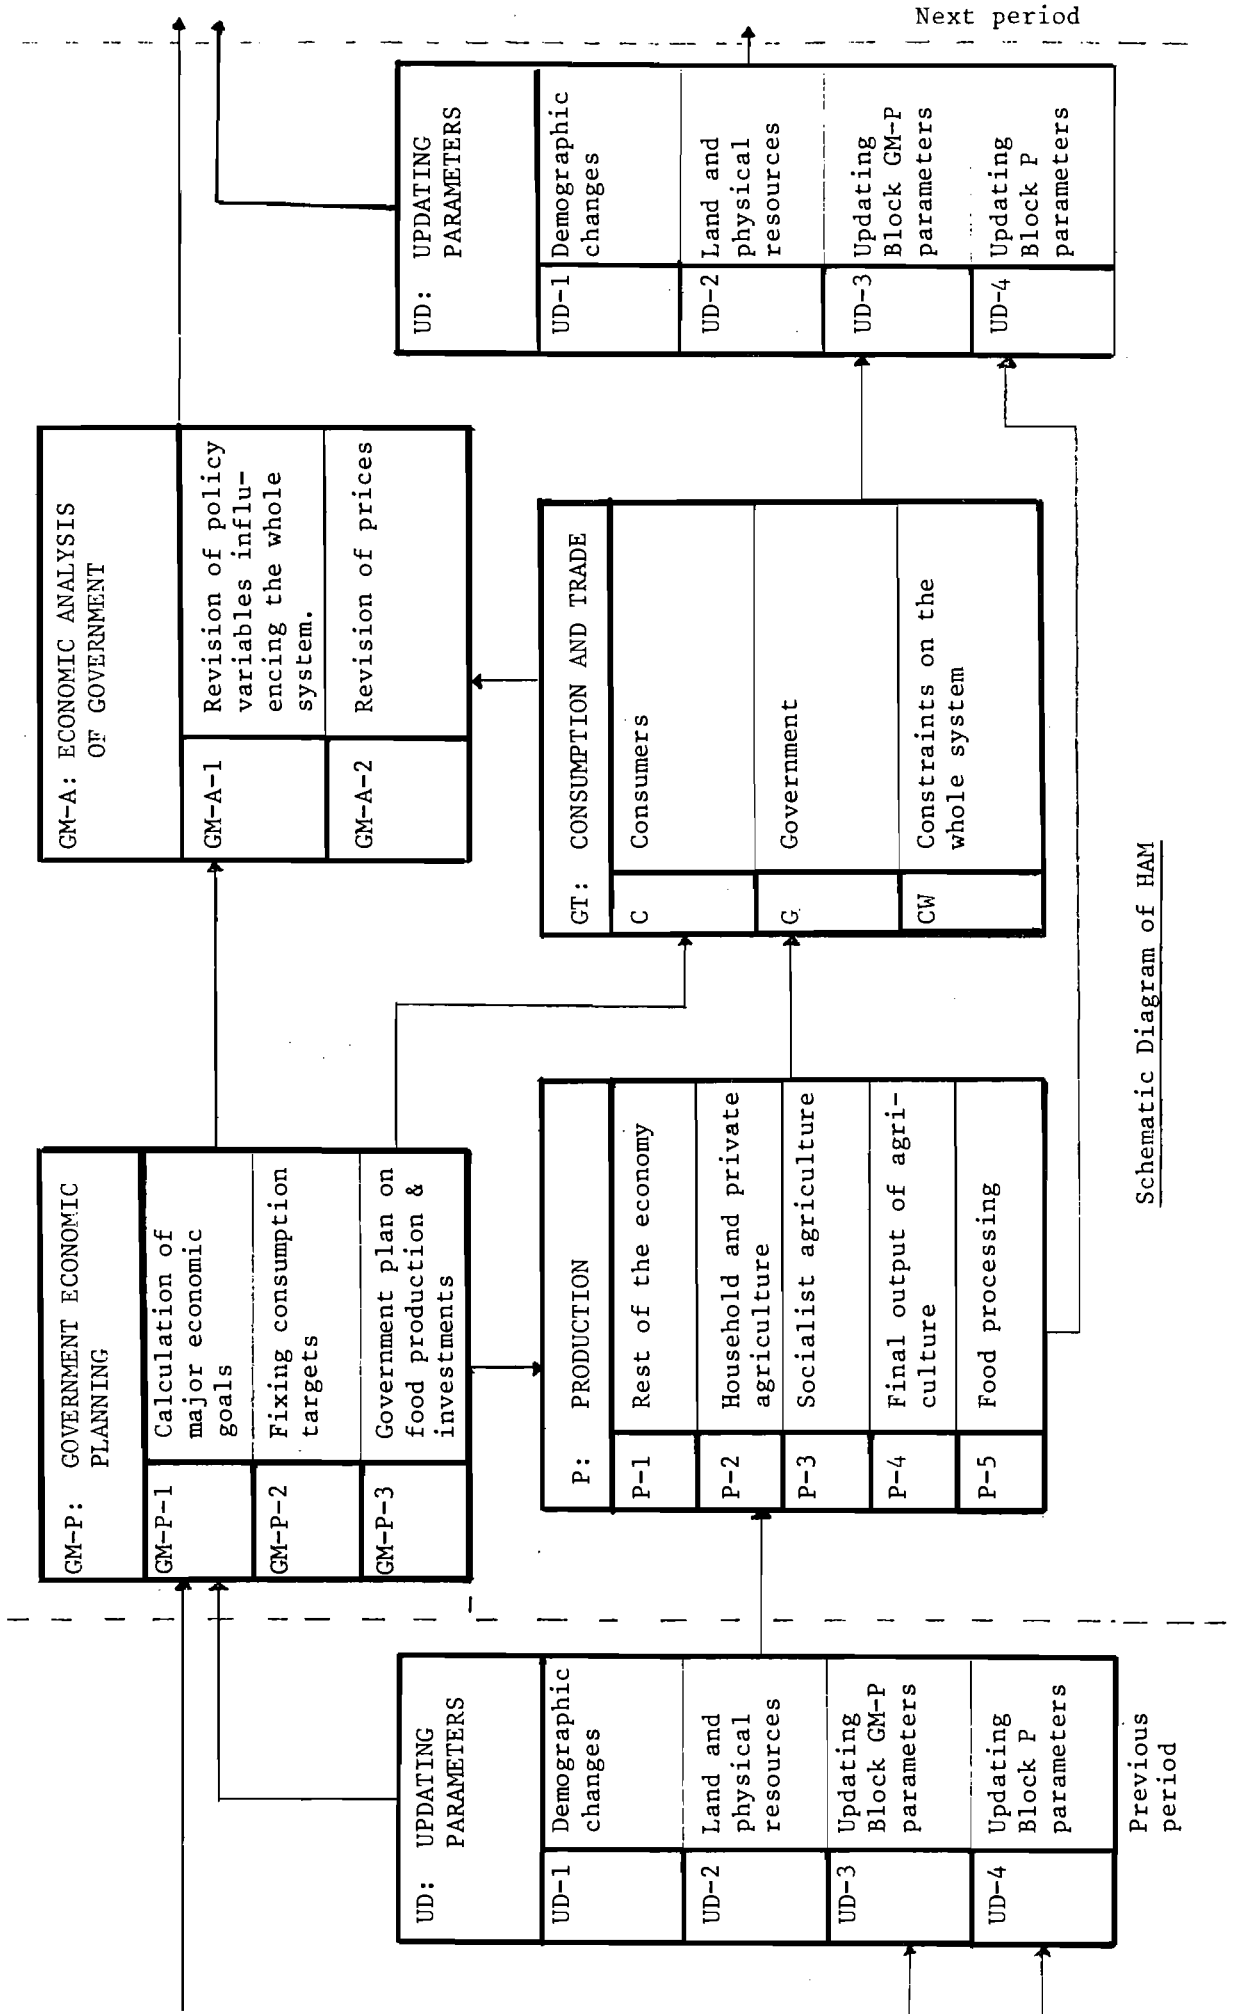 UD: UPDATING
PARAMETERS
UD-1 Demographic
changes
UD-2 Land and
physical
resources
UD-3 Updating
Block GM-P
parameters
UD-4 Updating
Block P
parameters
Previous
period
GM-P: GOVERNMENT ECONOMIC
PLANNING
GM-P-1 Calculation of
major economic
goals
GM-P-2 Fixing consumption
targets
GM-P-3 Government plan on
food production &
investments
P: PRODUCTION
P-1 Rest of the economy
P-2 Household and private
agriculture
P-3 Socialist agriculture
P-4 Final output of agri-
culture
P-5 Food processing
GM-A: ECONOMIC ANALYSIS
OF GOVERNMENT
GM-A-1 Revision of policy
variables influ-
encing the whole
system.
GM-A-2 Revision of prices
GT: CONSUMPTION AND TRADE
C Consumers
G Government
CW Constraints on the
whole system
UD: UPDATING
PARAMETERS
UD-1 Demographic
changes
UD-2 Land and
physical
resources
UD-3 Updating
Block GM-P
parameters
UD-4 Updating
Block P
parameters
Next period
Schematic Diagram of HAM